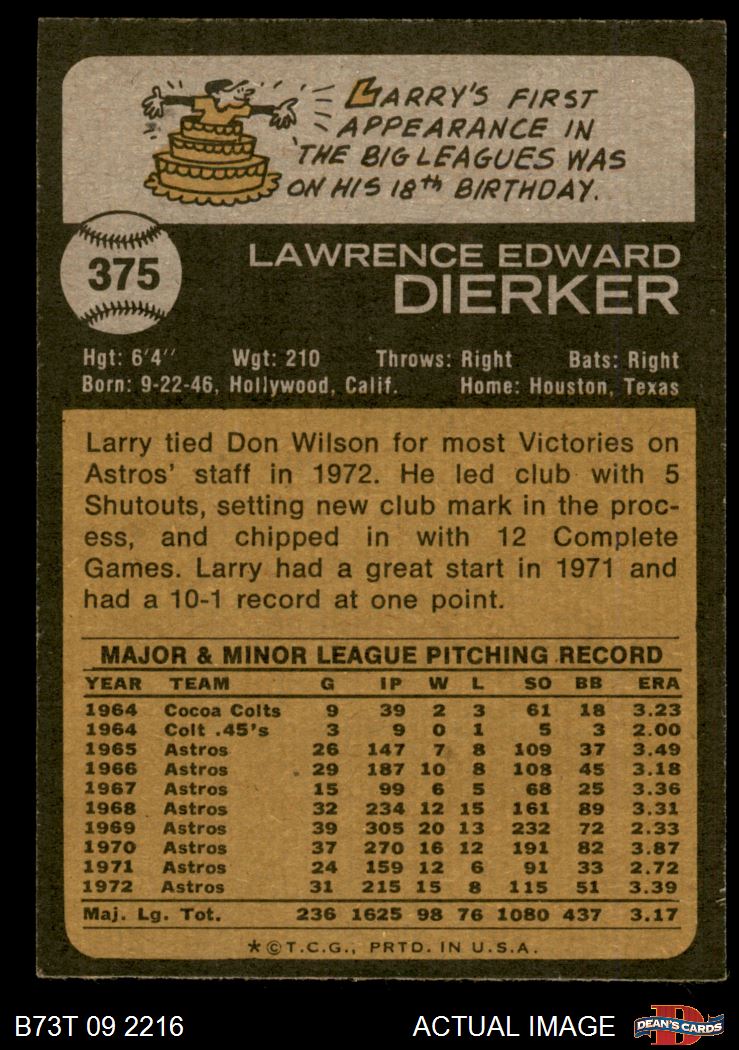 LARRY'S FIRST
APPEARANCE IN
THE BIG LEAGUES WAS
ON HIS 18th BIRTHDAY.
375
LAWRENCE EDWARD
DIERKER
Hgt: 6'4'' Wgt: 210 Throws: Right Bats: Right
Born: 9-22-46, Hollywood, Calif. Home: Houston, Texas
Larry tied Don Wilson for most Victories on
Astros' staff in 1972. He led club with 5
Shutouts, setting new club mark in the proc-
ess, and chipped in with 12 Complete
Games. Larry had a great start in 1971 and
had a 10-1 record at one point.
MAJOR & MINOR LEAGUE PITCHING RECORD
YEAR TEAM G IP W L SO BB ERA
1964 Cocoa Colts 9 39 2 3 61 18 3.23
1964 Colt .45's 3 9 0 1 5 3 2.00
1965 Astros 26 147 7 8 109 37 3.49
1966 Astros 29 187 10 8 108 45 3.18
1967 Astros 15 99 6 5 68 25 3.36
1968 Astros 32 234 12 15 161 89 3.31
1969 Astros 39 305 20 13 232 72 2.33
1970 Astros 37 270 16 12 191 82 3.87
1971 Astros 24 159 12 6 91 33 2.72
1972 Astros 31 215 15 8 115 51 3.39
Maj. Lg. Tot. 236 1625 98 76 1080 437 3.17
*©T.C.G., PRTD. IN U.S.A.
B73T 09 2216 ACTUAL IMAGE D DEAN'S CARDS